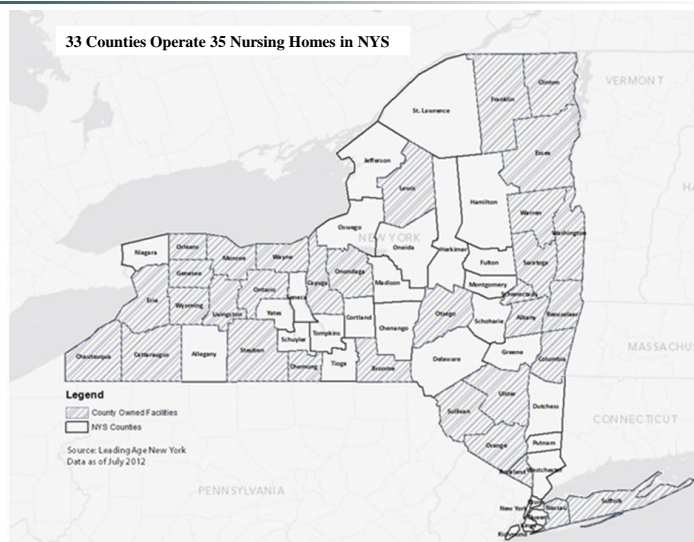 33 Counties Operate 35 Nursing Homes in NYS
VERMONT
Clinton
Franklin
St. Lawrence
Essex
Jefferson
Lewis
Hamilton
Warren
Washington
Oswego
NEW YORK
Oneida
Herkimer
Niagara
Orleans
Monroe
Wayne
Fulton
Saratoga
Genesee
Onondaga
Cayuga
Madison
Montgomery
Schenectady
Ontario
Seneca
Erie
Wyoming
Livingston
Yates
Cortland
Otsego
Schoharie
Albany
Rensselaer
Chenango
Tompkins
Schuyler
MASSACHU
Chautauqua
Cattaraugus
Allegany
Steuben
Chemung
Tioga
Broome
Delaware
Greene
Columbia
Legend
County Owned Facilities
NYS Counties
Source: LeadingAge New York
Data as of July 2012
Ulster
Dutchess
Sullivan
CONNECTICUT
Orange
Putnam
Rockland
Westchester
PENNSYLVANIA
Suffolk
Nassau
New York
Richmond